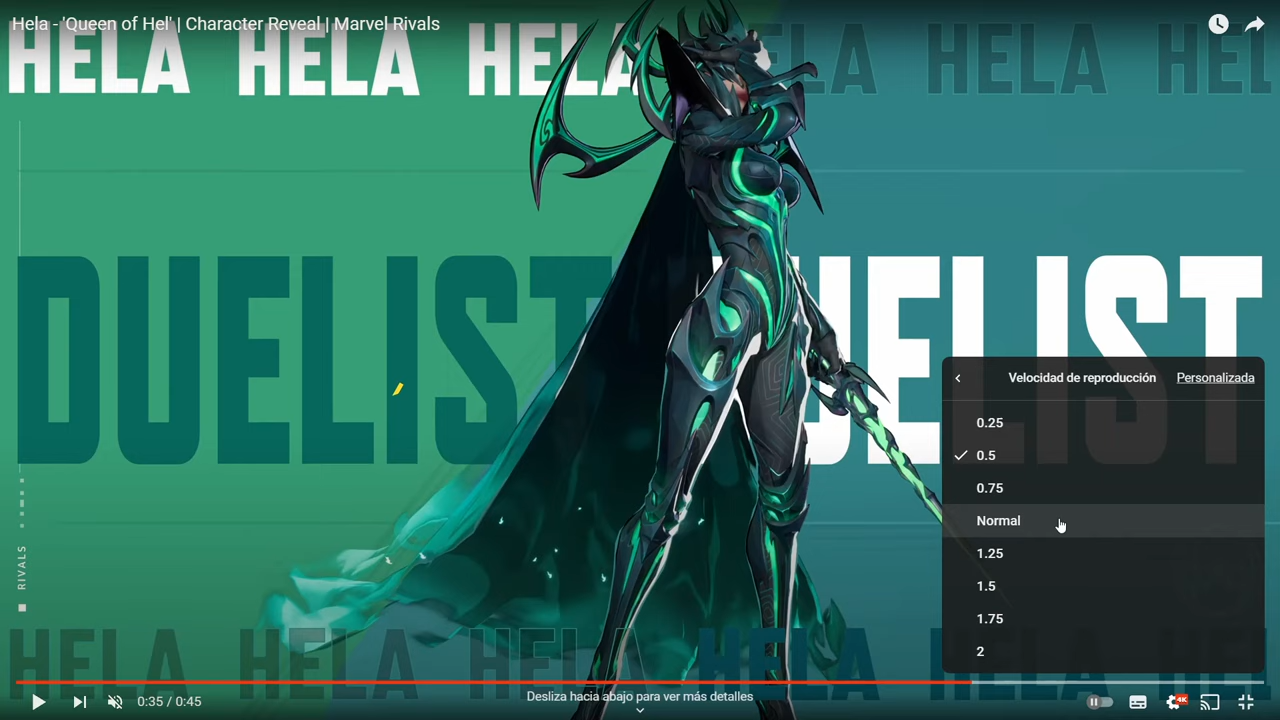 Hela - 'Queen of Hel' | Character Reveal | Marvel Rivals
HELA HELA HELA HELA HELA HEL
DUELIST DUELIST
Velocidad de reproducción Personalizada
0.25
0.5
0.75
Normal
1.25
1.5
1.75
2
RIVALS
HELA HELA HELA HELA HELA HEL
0:35 / 0:45
Desliza hacia abajo para ver más detalles
4K